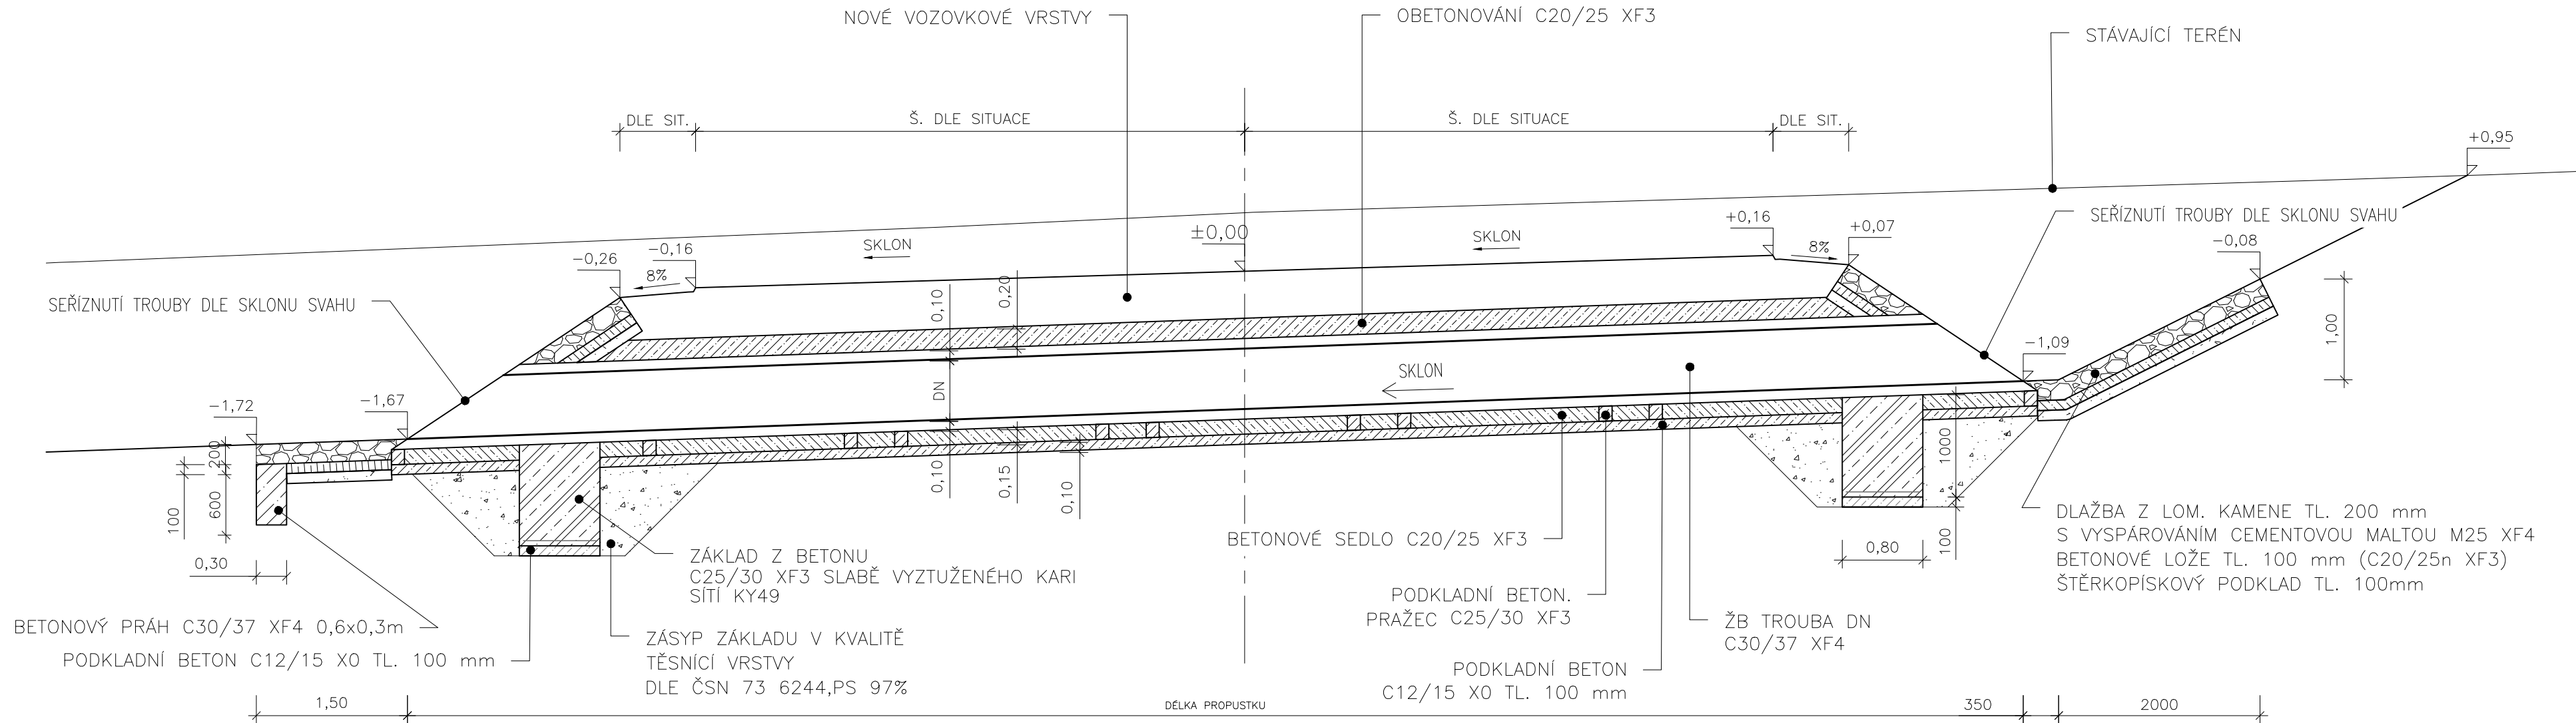 NOVÉ VOZOVKOVÉ VRSTVY
OBETONOVÁNÍ C20/25 XF3
STÁVAJÍCÍ TERÉN
DLE SIT.
Š. DLE SITUACE
Š. DLE SITUACE
DLE SIT.
+0,95
SEŘÍZNUTÍ TROUBY DLE SKLONU SVAHU
±0,00
+0,16
+0,07
-0,08
-0,26
-0,16
8%
SKLON
SKLON
8%
SEŘÍZNUTÍ TROUBY DLE SKLONU SVAHU
0,10
0,20
1,00
-1,09
SKLON
DN
-1,72
-1,67
200
100
600
0,10
0,15
0,10
1000
100
0,30
0,80
BETONOVÉ SEDLO C20/25 XF3
DLAŽBA Z LOM. KAMENE TL. 200 mm
S VYSPÁROVÁNÍM CEMENTOVOU MALTOU M25 XF4
BETONOVÉ LOŽE TL. 100 mm (C20/25n XF3)
ŠTĚRKOPÍSKOVÝ PODKLAD TL. 100mm
ZÁKLAD Z BETONU
C25/30 XF3 SLABĚ VYZTUŽENÉHO KARI
SÍTÍ KY49
PODKLADNÍ BETON.
PRAŽEC C25/30 XF3
ŽB TROUBA DN
C30/37 XF4
BETONOVÝ PRÁH C30/37 XF4 0,6x0,3m
PODKLADNÍ BETON C12/15 X0 TL. 100 mm
ZÁSYP ZÁKLADU V KVALITĚ
TĚSNÍCÍ VRSTVY
DLE ČSN 73 6244,PS 97%
PODKLADNÍ BETON
C12/15 X0 TL. 100 mm
1,50
DÉLKA PROPUSTKU
350
2000